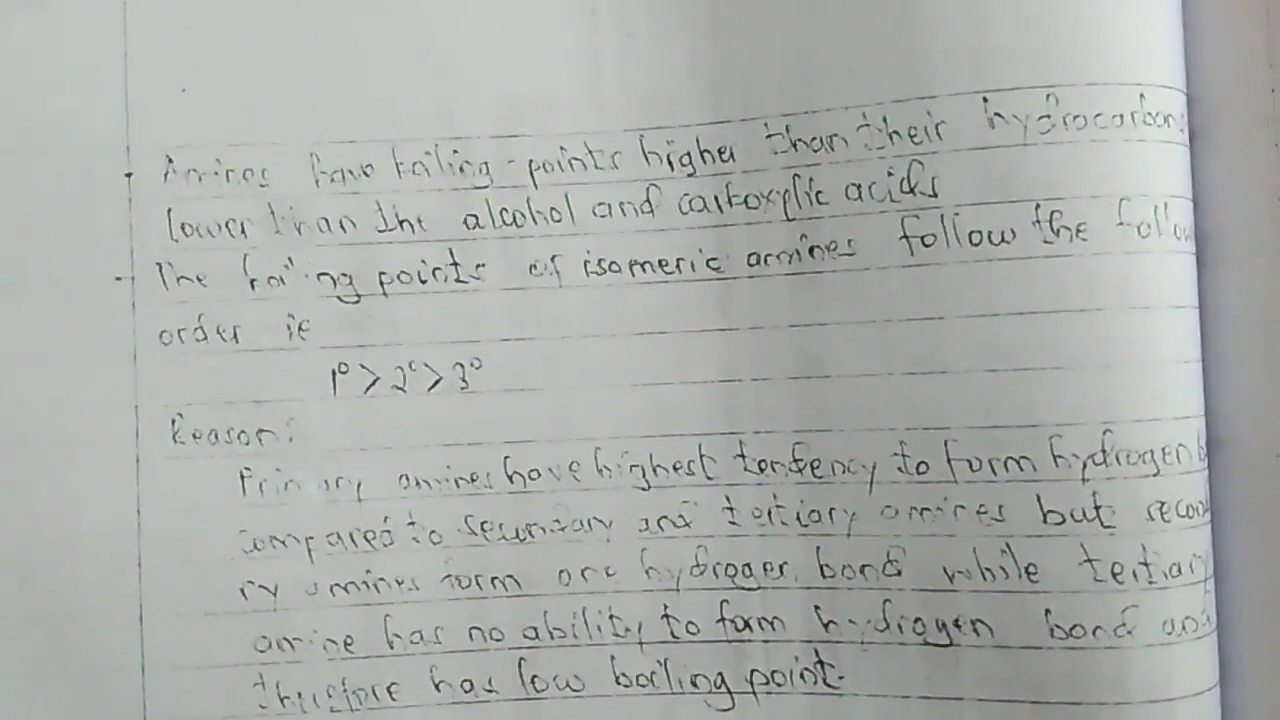 - Amines have boiling-points higher than their hydrocarbon
lower than the alcohol and carboxylic acids
- The boiling points of isomeric amines follow the follow
order ie
1° > 2° > 3°
Reason:
Primary amines have highest tendency to form hydrogen
compared to secondary and tertiary amines but secon
ry amines form one hydrogen bond while tertiary
amine has no ability to form hydrogen bond and
therefore has low boiling point.